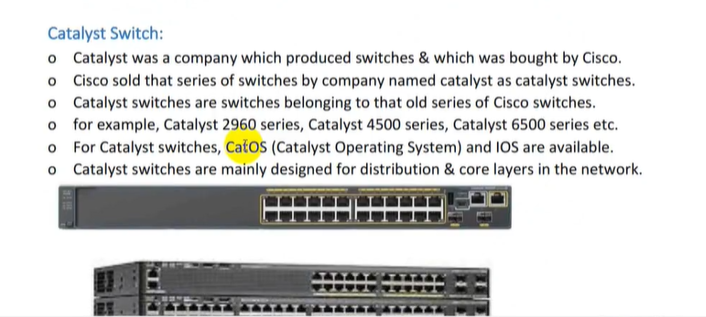 Catalyst Switch:
o Catalyst was a company which produced switches & which was bought by Cisco.
o Cisco sold that series of switches by company named catalyst as catalyst switches.
o Catalyst switches are switches belonging to that old series of Cisco switches.
o for example, Catalyst 2960 series, Catalyst 4500 series, Catalyst 6500 series etc.
o For Catalyst switches, CatOS (Catalyst Operating System) and IOS are available.
o Catalyst switches are mainly designed for distribution & core layers in the network.